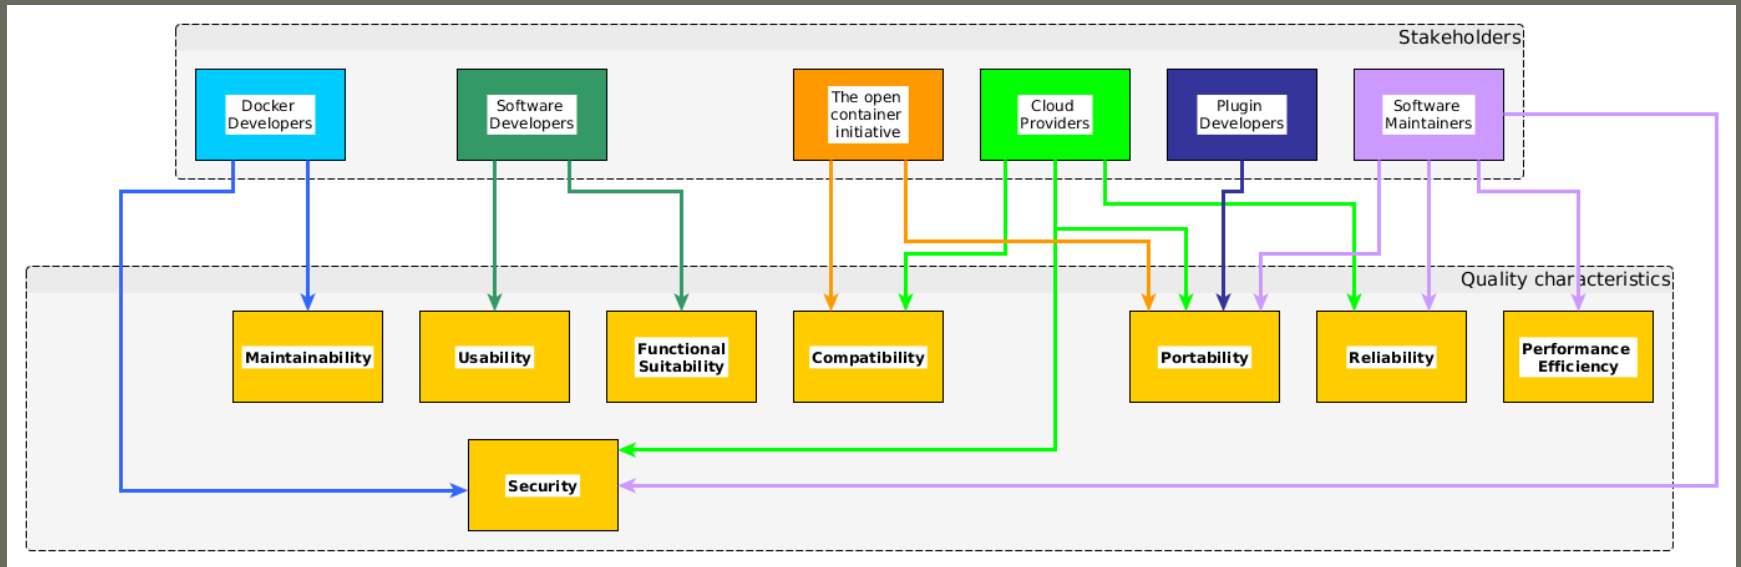 Stakeholders
Docker
Developers
Software
Developers
The open
container
initiative
Cloud
Providers
Plugin
Developers
Software
Maintainers
Quality characteristics
Maintainability
Usability
Functional
Suitability
Compatibility
Portability
Reliability
Performance
Efficiency
Security